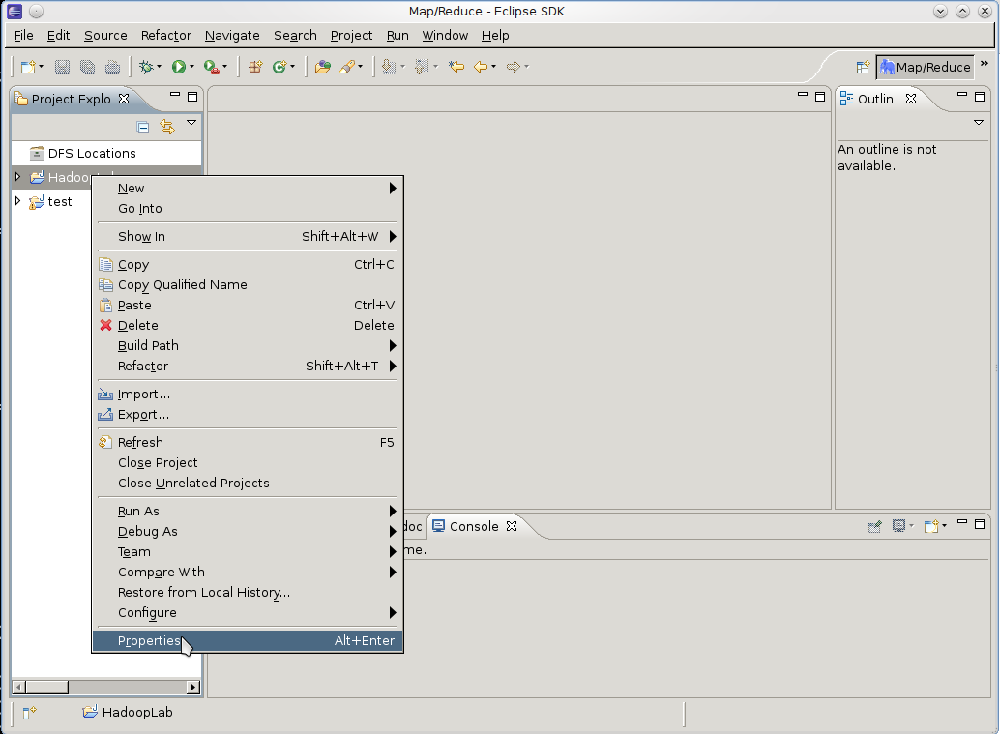 Map/Reduce - Eclipse SDK
File Edit Source Refactor Navigate Search Project Run Window Help
Map/Reduce »
Project Explo
Outlin
DFS Locations
An outline is not
available.
test
New
Go Into
Show In Shift+Alt+W
Copy Ctrl+C
Copy Qualified Name
Paste Ctrl+V
Delete Delete
Build Path
Refactor Shift+Alt+T
Import...
Export...
Refresh F5
Close Project
Close Unrelated Projects
Run As
Debug As
Team
Compare With
Restore from Local History...
Configure
Properties Alt+Enter
doc Console
me.
HadoopLab